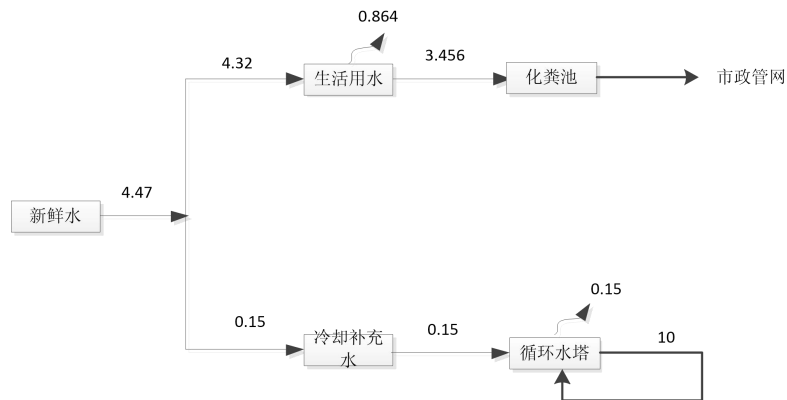 0.864
4.32
生活用水
3.456
化粪池
市政管网
4.47
新鲜水
0.15
冷却补充
水
0.15
0.15
循环水塔
10